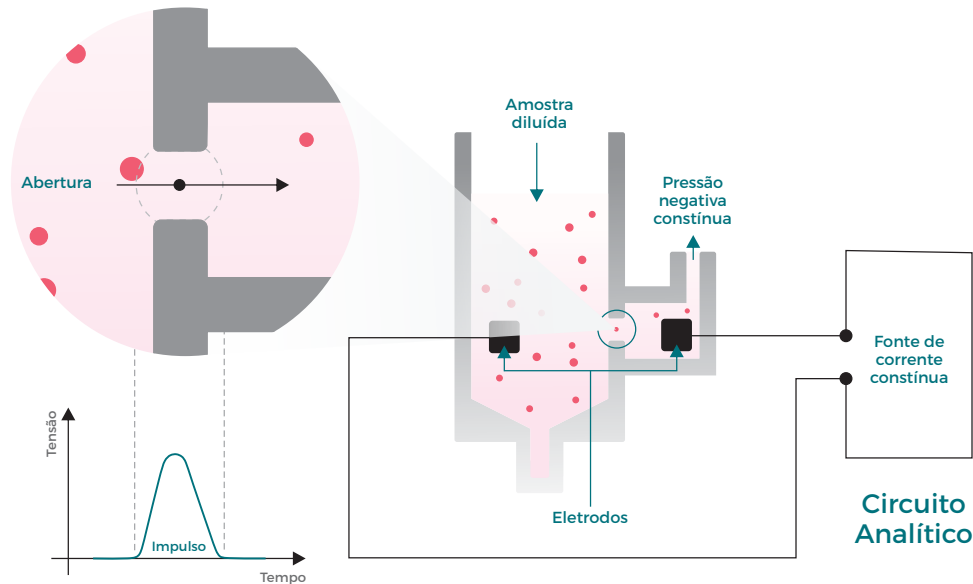 Abertura
Amostra
diluída
Pressão
negativa
constínua
Fonte de
corrente
constínua
Tensão
Impulso
Tempo
Eletrodos
Circuito
Analítico